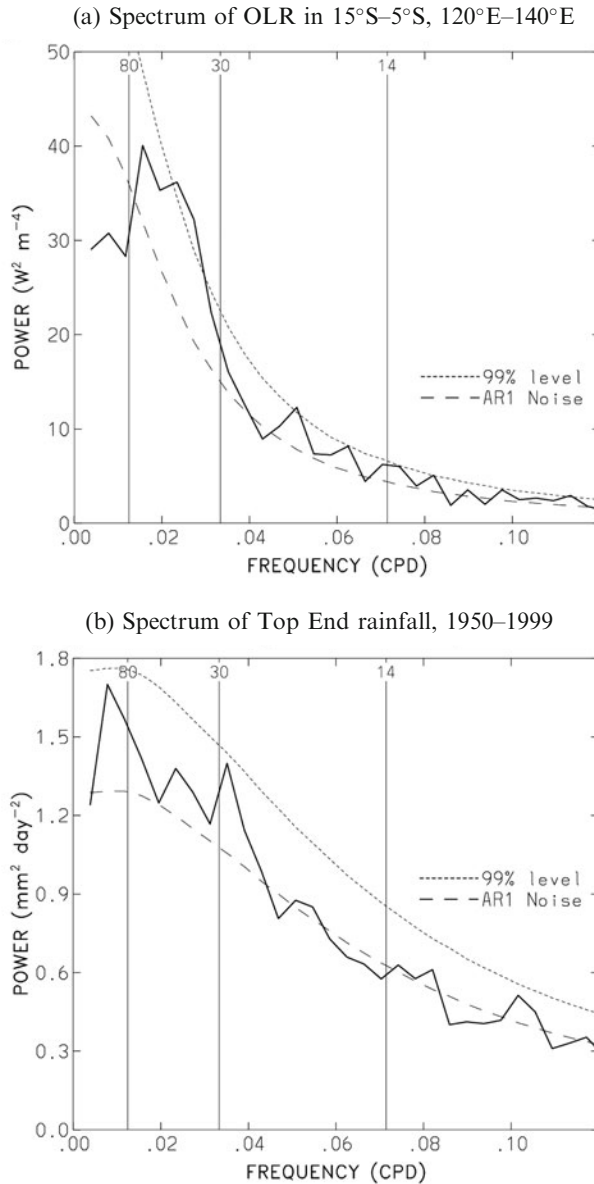 (a) Spectrum of OLR in 15°S–5°S, 120°E–140°E
80 30 14
50
40
30
20
10
0
POWER (W² m⁻⁴)
99% level
AR1 Noise
.00 .02 .04 .06 .08 .10
FREQUENCY (CPD)
(b) Spectrum of Top End rainfall, 1950–1999
80 30 14
1.8
1.5
1.2
0.9
0.6
0.3
0.0
POWER (mm² day⁻²)
99% level
AR1 Noise
.00 .02 .04 .06 .08 .10
FREQUENCY (CPD)